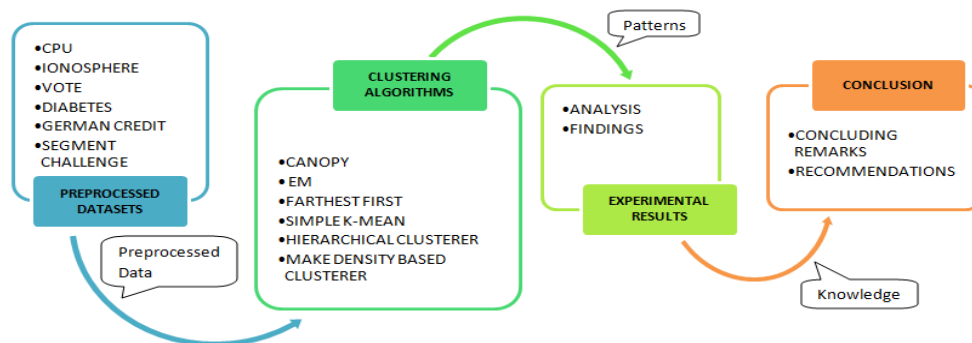 •CPU
•IONOSPHERE
•VOTE
•DIABETES
•GERMAN CREDIT
•SEGMENT
CHALLENGE
PREPROCESSED
DATASETS
Preprocessed
Data
CLUSTERING
ALGORITHMS
•CANOPY
•EM
•FARTHEST FIRST
•SIMPLE K-MEAN
•HIERARCHICAL CLUSTERER
•MAKE DENSITY BASED
CLUSTERER
Patterns
•ANALYSIS
•FINDINGS
EXPERIMENTAL
RESULTS
Knowledge
CONCLUSION
•CONCLUDING
REMARKS
•RECOMMENDATIONS